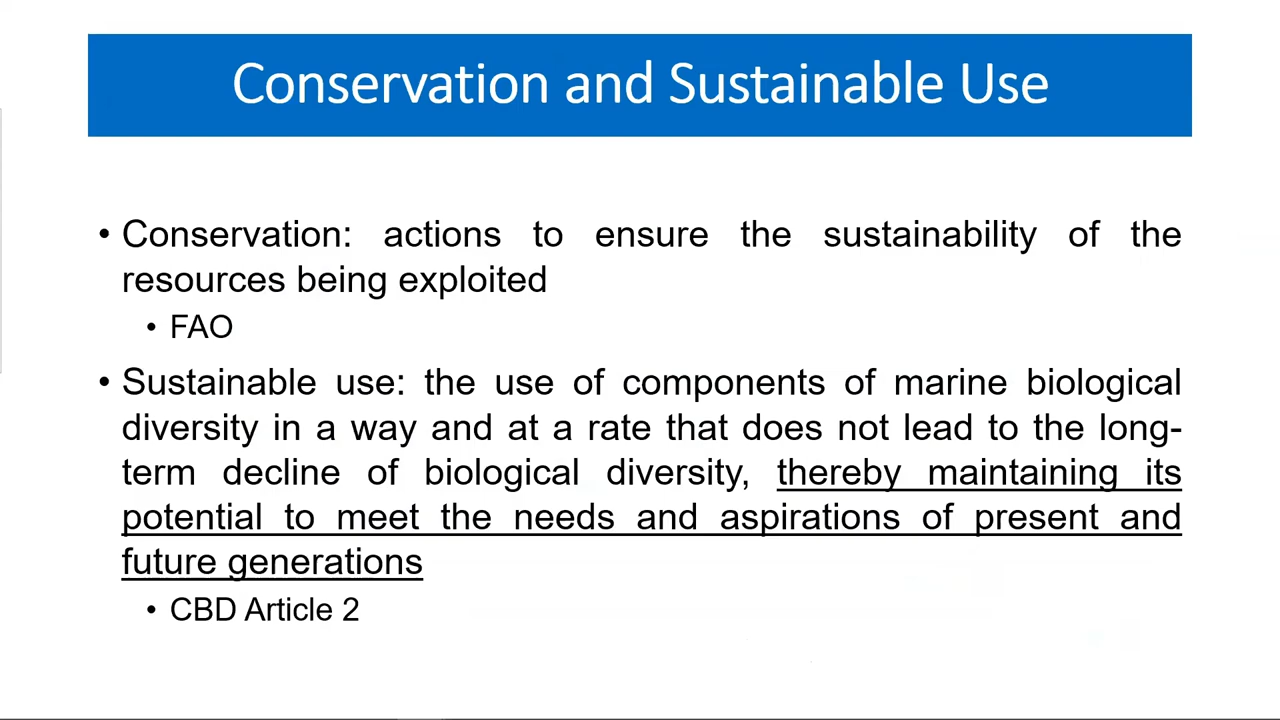 Conservation and Sustainable Use
• Conservation: actions to ensure the sustainability of the
resources being exploited
• FAO
• Sustainable use: the use of components of marine biological
diversity in a way and at a rate that does not lead to the long-
term decline of biological diversity, thereby maintaining its
potential to meet the needs and aspirations of present and
future generations
• CBD Article 2